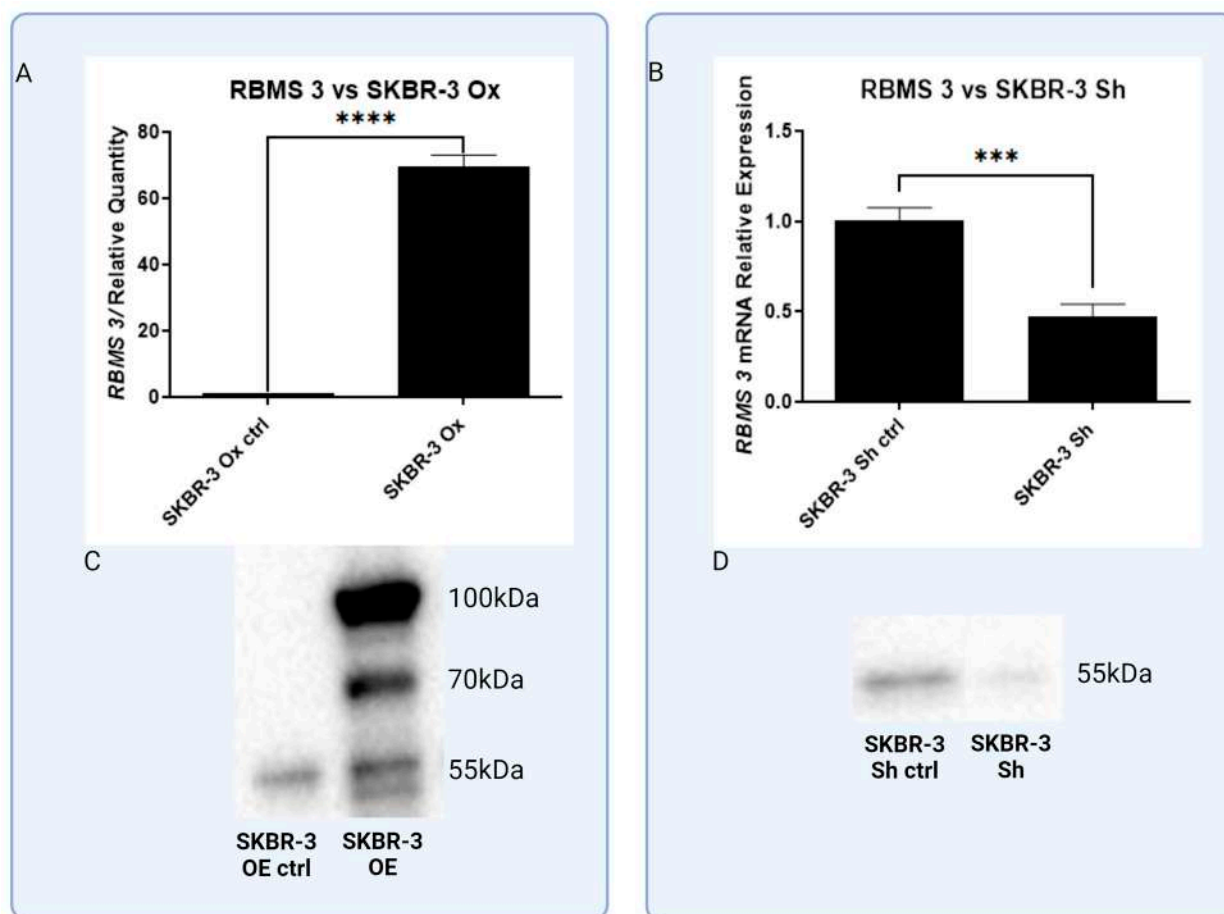 A
RBMS 3 vs SKBR-3 Ox
****
RBMS 3/ Relative Quantity
80
60
40
20
0
SKBR-3 Ox ctrl
SKBR-3 Ox
B
RBMS 3 vs SKBR-3 Sh
***
RBMS 3 mRNA Relative Expression
1.5
1.0
0.5
0.0
SKBR-3 Sh ctrl
SKBR-3 Sh
C
100kDa
70kDa
55kDa
SKBR-3
OE ctrl
SKBR-3
OE
D
55kDa
SKBR-3
Sh ctrl
SKBR-3
Sh